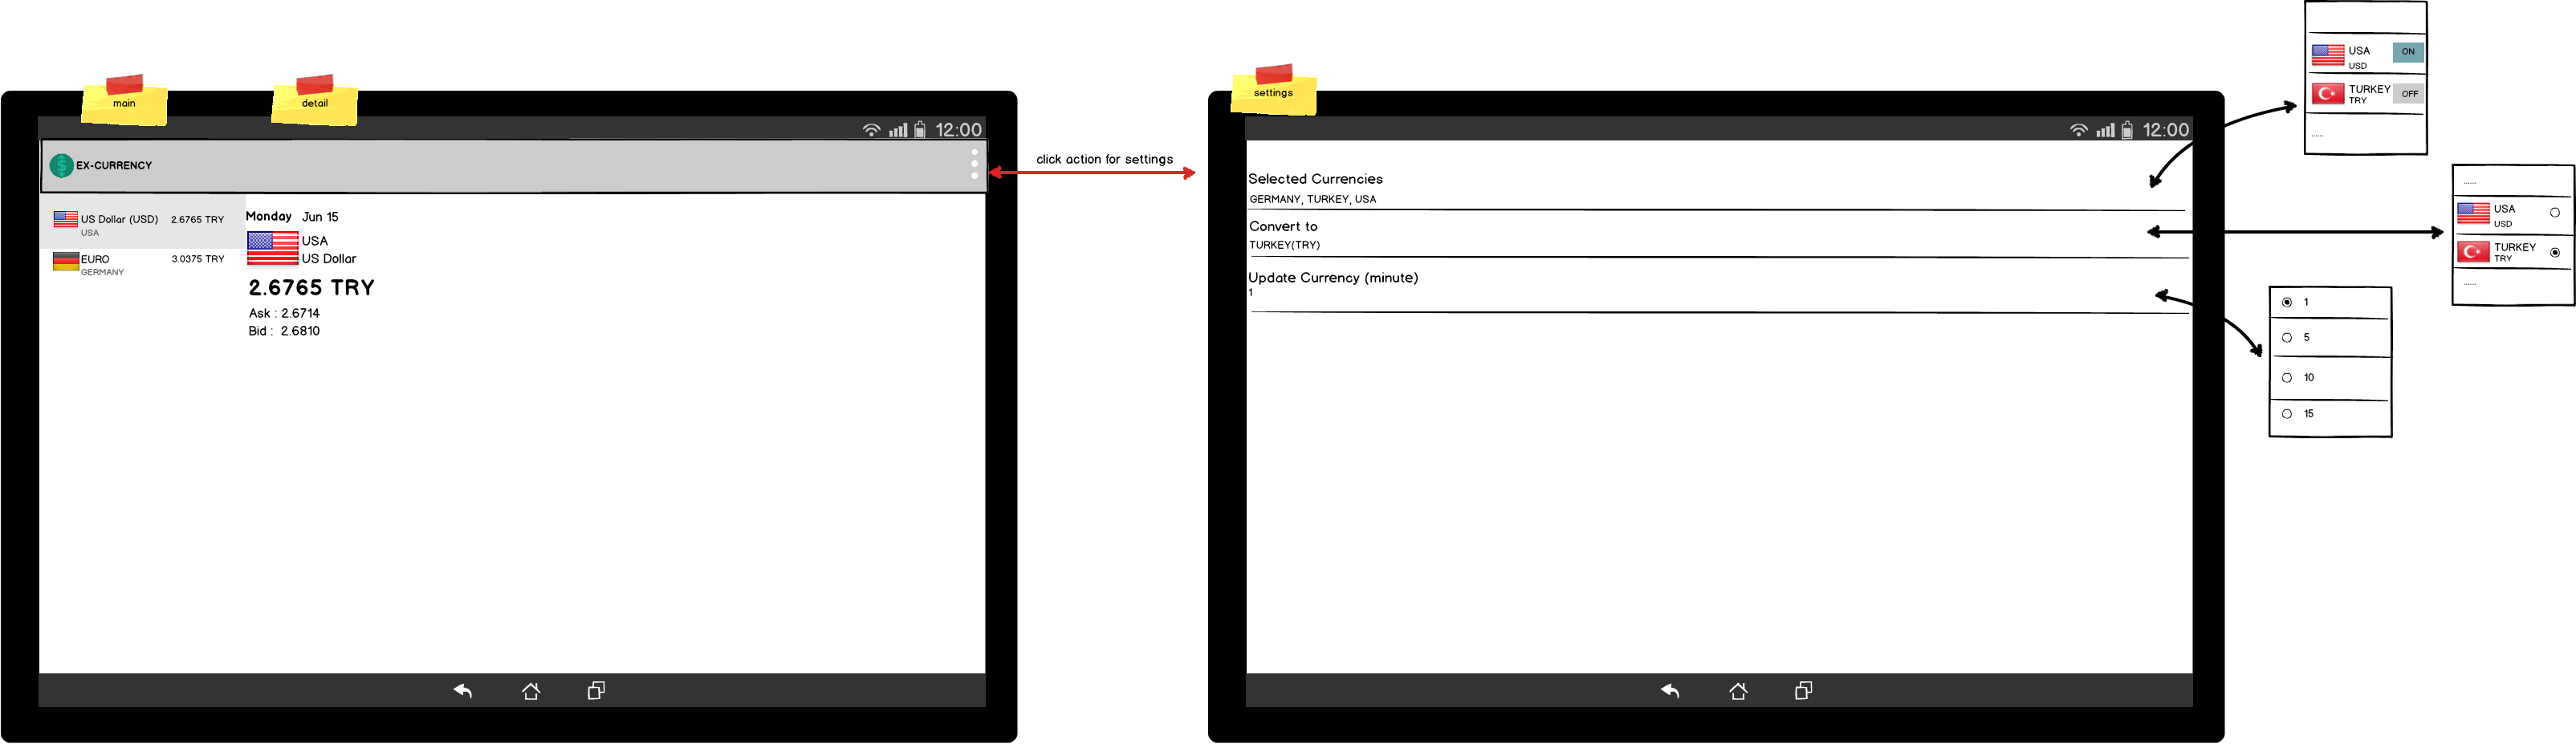 main
detail
12:00
EX-CURRENCY
US Dollar (USD) 2.6765 TRY
USA
EURO 3.0375 TRY
GERMANY
Monday Jun 15
USA
US Dollar
2.6765 TRY
Ask : 2.6714
Bid : 2.6810
click action for settings
settings
12:00
Selected Currencies
GERMANY, TURKEY, USA
Convert to
TURKEY(TRY)
Update Currency (minute)
1
USA ON
USD
TURKEY OFF
TRY
......
......
USA
USD
TURKEY
TRY
......
1
5
10
15